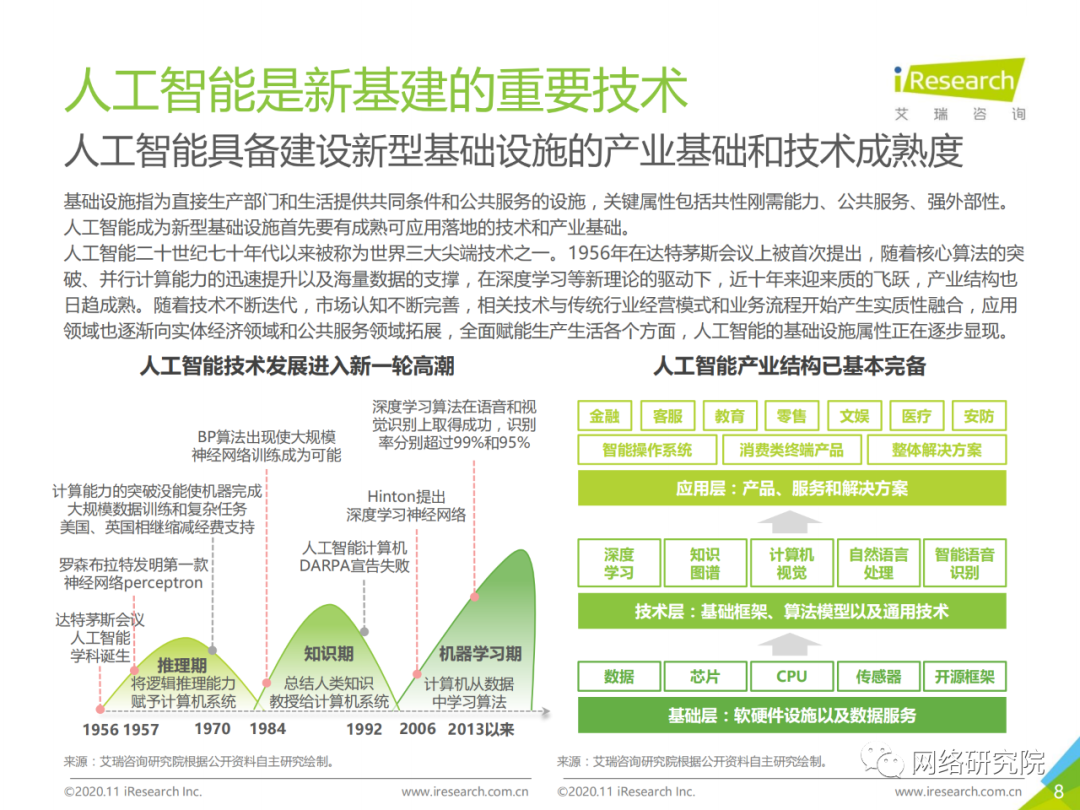 人工智能是新基建的重要技术
iResearch
艾 瑞 咨 询
人工智能具备建设新型基础设施的产业基础和技术成熟度
基础设施指为直接生产部门和生活提供共同条件和公共服务的设施，关键属性包括共性刚需能力、公共服务、强外部性。
人工智能成为新型基础设施首先要有成熟可应用落地的技术和产业基础。
人工智能二十世纪七十年代以来被称为世界三大尖端技术之一。1956年在达特茅斯会议上被首次提出，随着核心算法的突
破、并行计算能力的迅速提升以及海量数据的支撑，在深度学习等新理论的驱动下，近十年来迎来质的飞跃，产业结构也
日趋成熟。随着技术不断迭代，市场认知不断完善，相关技术与传统行业经营模式和业务流程开始产生实质性融合，应用
领域也逐渐向实体经济领域和公共服务领域拓展，全面赋能生产生活各个方面，人工智能的基础设施属性正在逐步显现。
人工智能技术发展进入新一轮高潮
深度学习算法在语音和视
觉识别上取得成功，识别
率分别超过99%和95%
BP算法出现使大规模
神经网络训练成为可能
计算能力的突破没能使机器完成
大规模数据训练和复杂任务
美国、英国相继缩减经费支持
Hinton提出
深度学习神经网络
人工智能计算机
DARPA宣告失败
罗森布拉特发明第一款
神经网络perceptron
达特茅斯会议
人工智能
学科诞生
推理期
将逻辑推理能力
赋予计算机系统
知识期
总结人类知识
教授给计算机系统
机器学习期
计算机从数据
中学习算法
1956 1957 1970 1984 1992 2006 2013以来
来源：艾瑞咨询研究院根据公开资料自主研究绘制。
©2020.11 iResearch Inc. www.iresearch.com.cn
人工智能产业结构已基本完备
金融 客服 教育 零售 文娱 医疗 安防
智能操作系统 消费类终端产品 整体解决方案
应用层：产品、服务和解决方案
深度 知识 计算机 自然语言 智能语音
学习 图谱 视觉 处理 识别
技术层：基础框架、算法模型以及通用技术
数据 芯片 CPU 传感器 开源框架
基础层：软硬件设施以及数据服务
来源：艾瑞咨询研究院根据公开资料自主研究绘制。
网络研究院
©2020.11 iResearch Inc. www.iresearch.com.cn
8